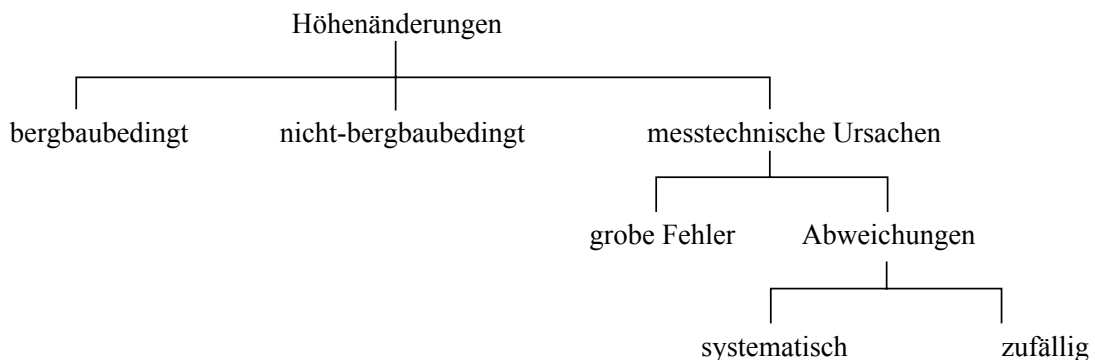 Höhenänderungen
bergbaubedingt nicht-bergbaubedingt messtechnische Ursachen
grobe Fehler Abweichungen
systematisch zufällig